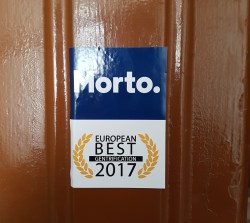 Morto.
EUROPEAN
BEST
GENTRIFICATION
2017